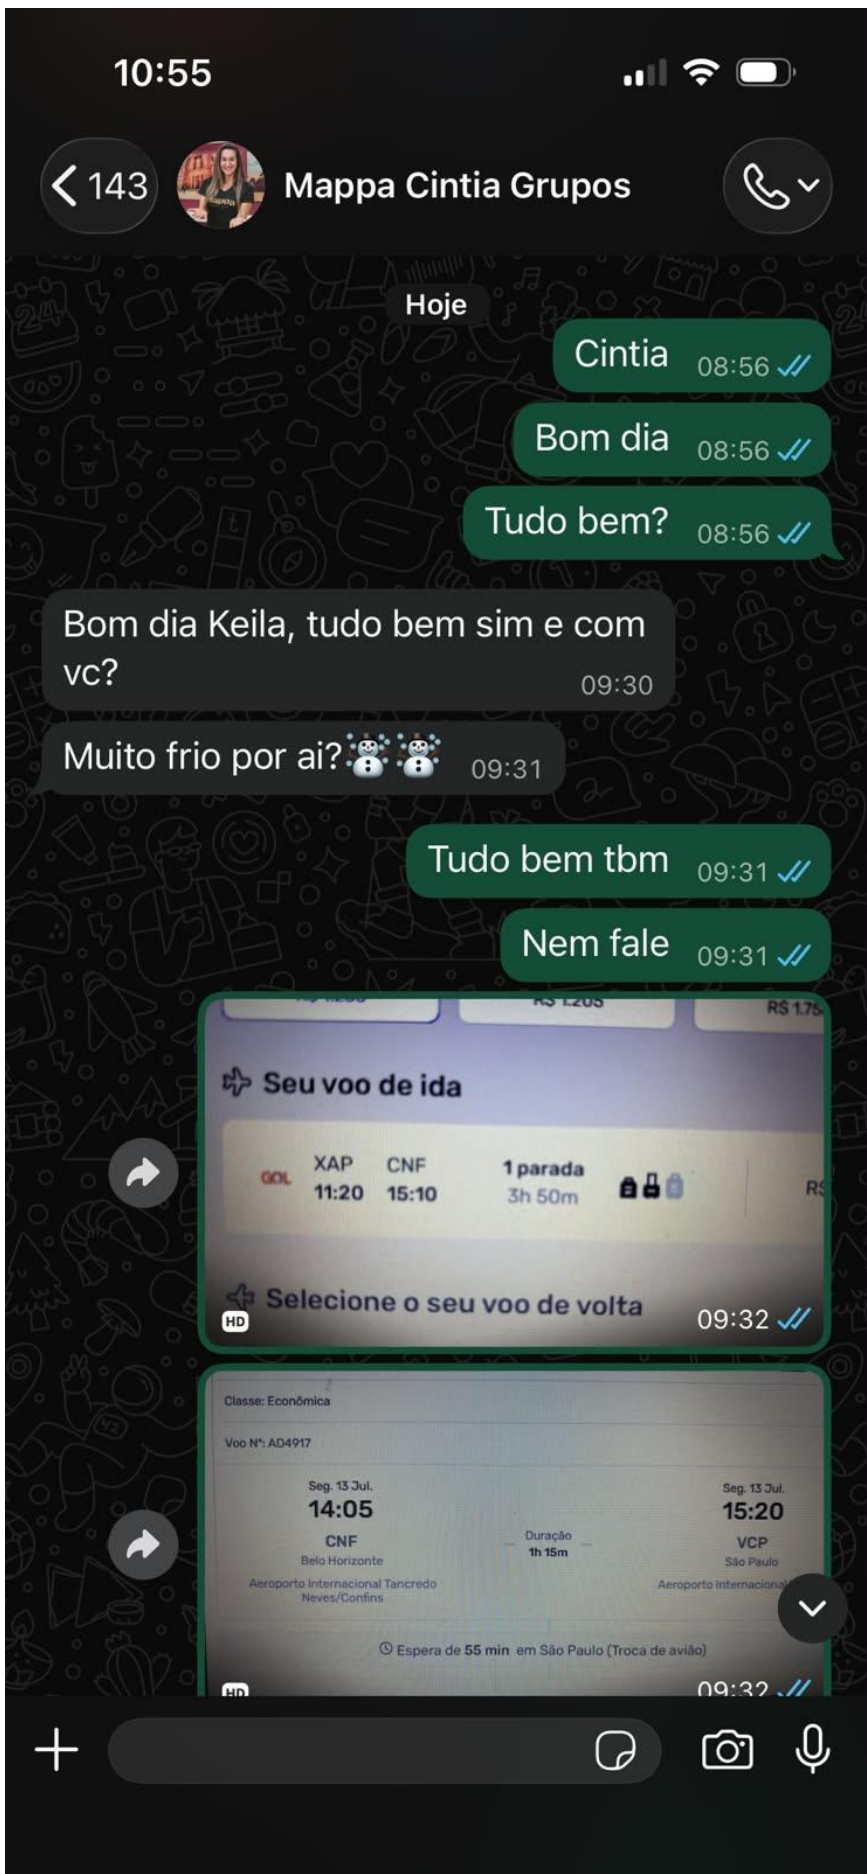 10:55
143
Mappa Cintia Grupos
Hoje
Cintia 08:56
Bom dia 08:56
Tudo bem? 08:56
Bom dia Keila, tudo bem sim e com
vc? 09:30
Muito frio por ai?☃️☃️ 09:31
Tudo bem tbm 09:31
Nem fale 09:31
R$ 1.205
R$ 1.75
Seu voo de ida
GOL XAP CNF 1 parada
11:20 15:10 3h 50m
Selecione o seu voo de volta
HD 09:32
Classe: Econômica
Voo Nº: AD4917
Seg. 13 Jul. Seg. 13 Jul.
14:05 15:20
CNF Duração VCP
Belo Horizonte 1h 15m São Paulo
Aeroporto Internacional Tancredo Aeroporto Internacional
Neves/Confins
Espera de 55 min em São Paulo (Troca de avião)
HD 09:32